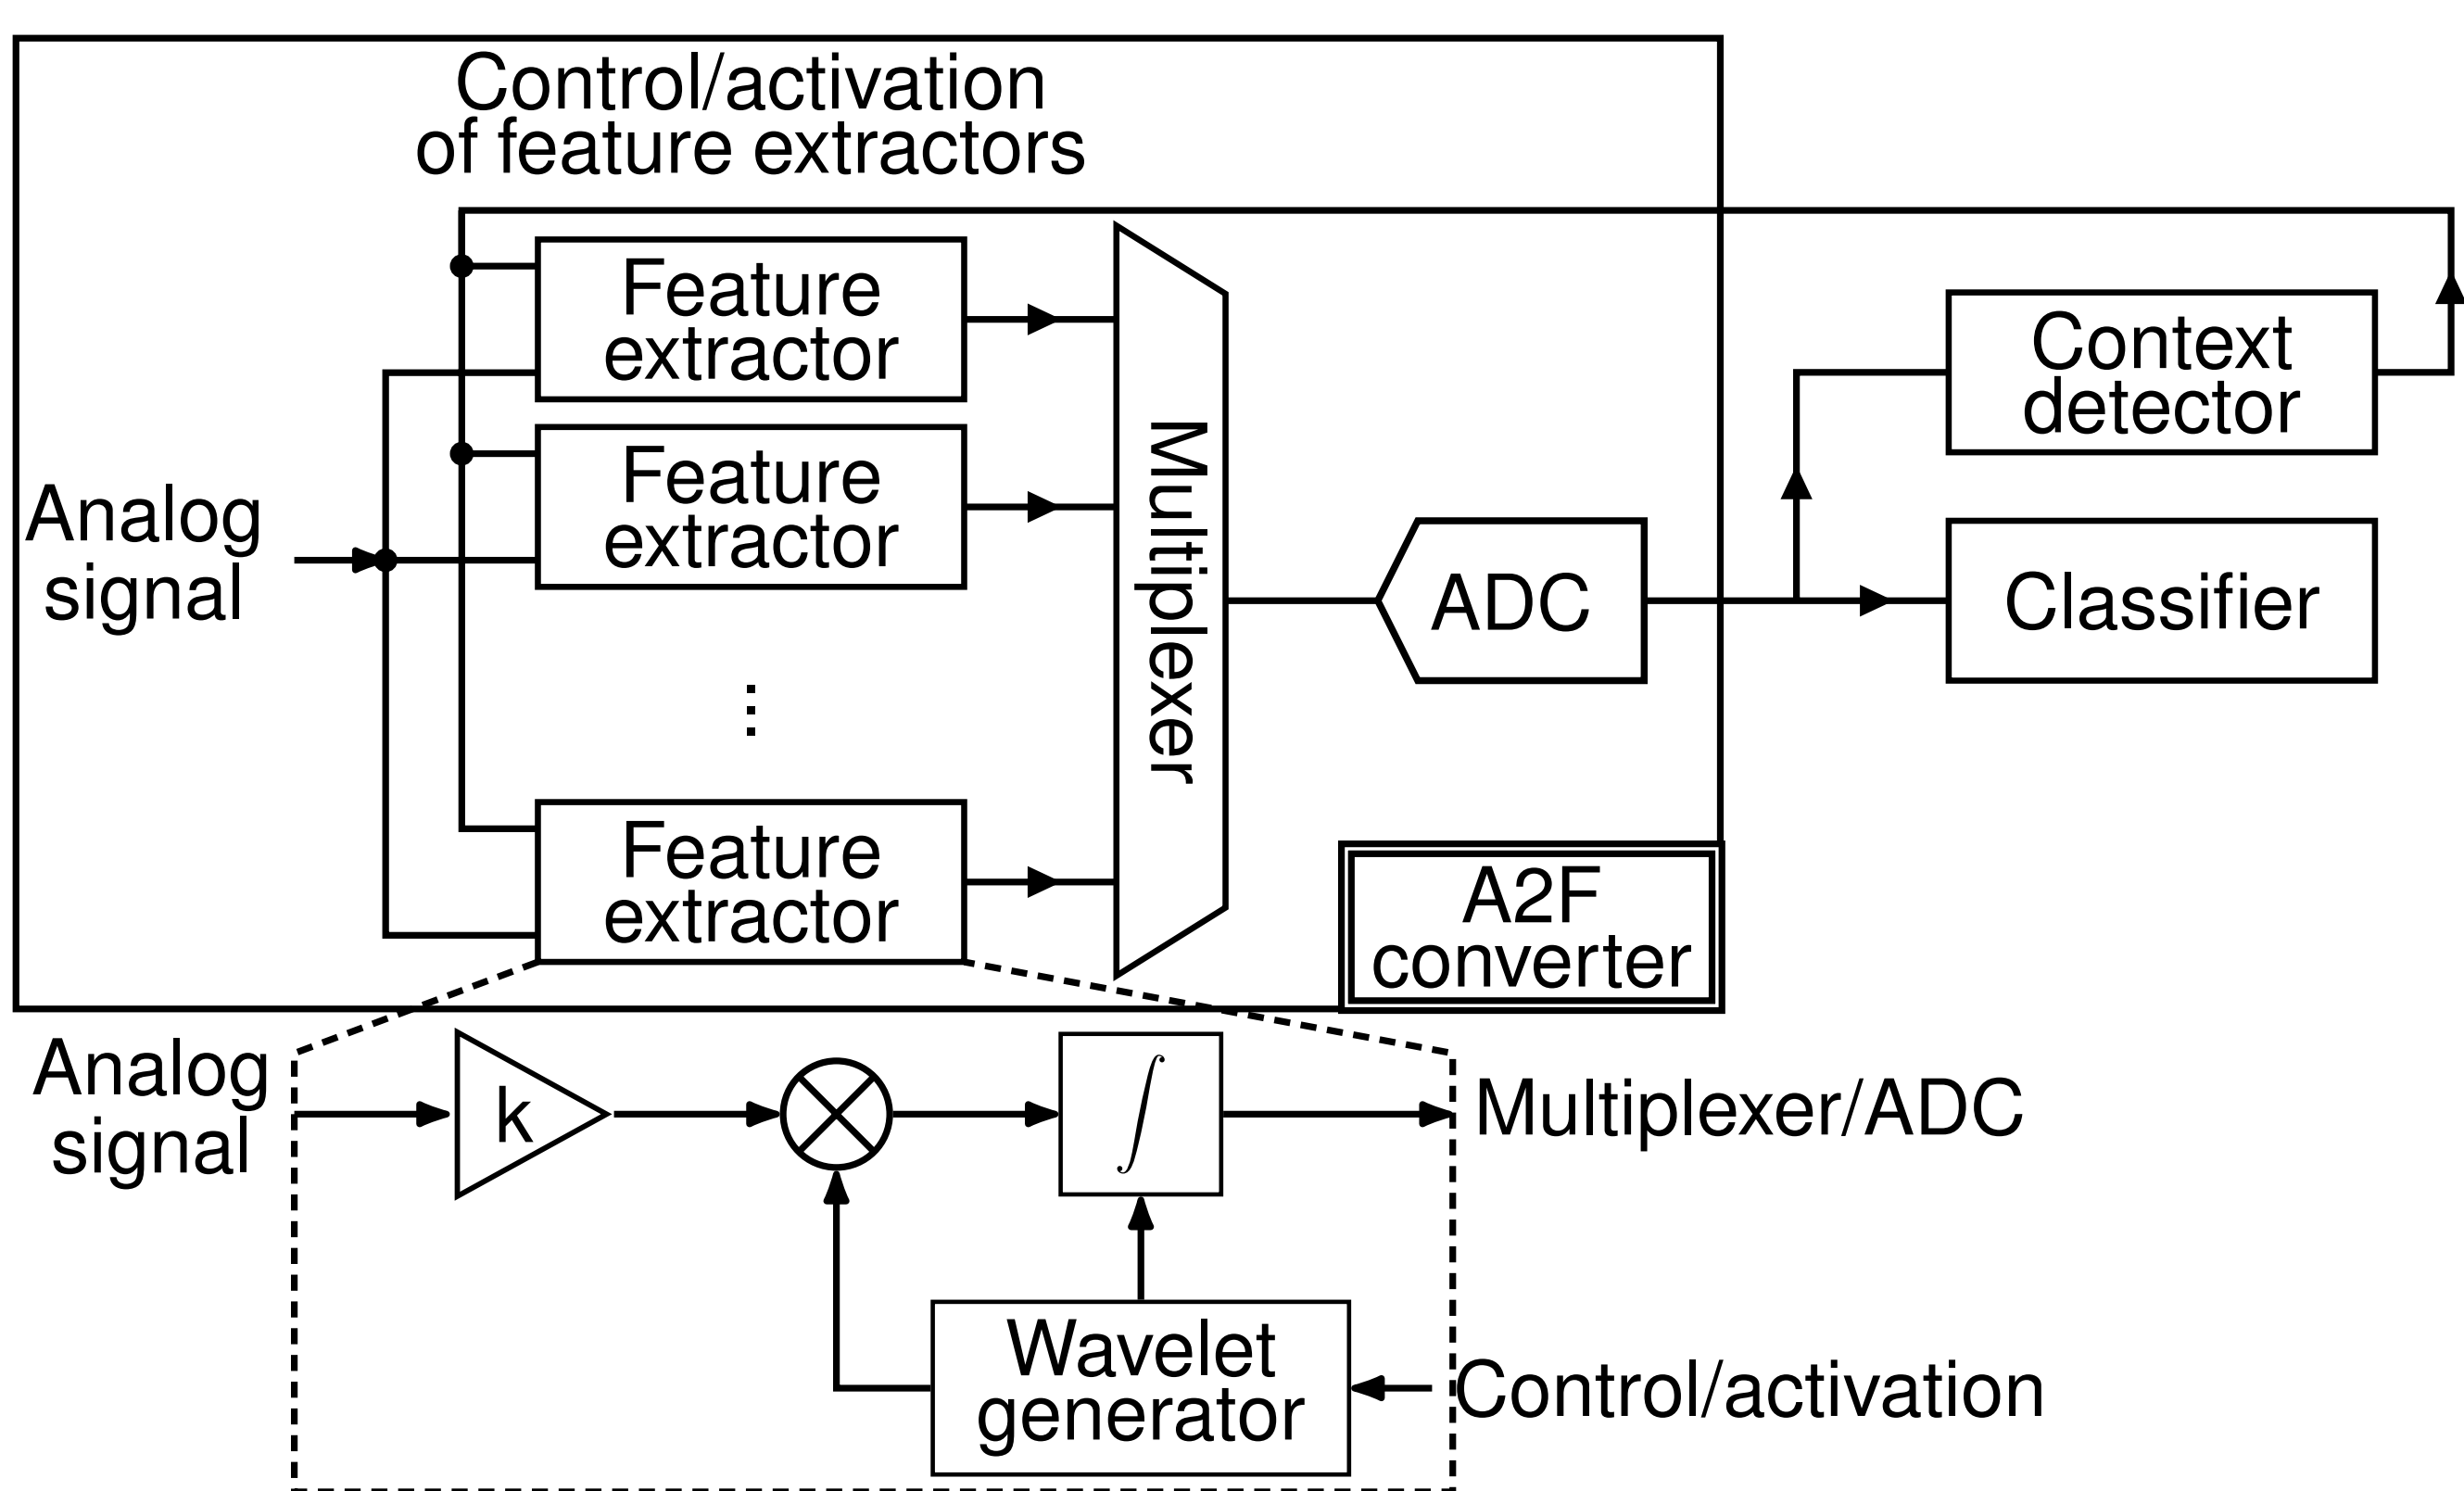 Control/activation
of feature extractors
Feature
extractor
Feature
extractor
Analog
signal
⋮
Feature
extractor
Multiplexer
ADC
Context
detector
Classifier
A2F
converter
Analog
signal
k
∫
Multiplexer/ADC
Wavelet
generator
Control/activation